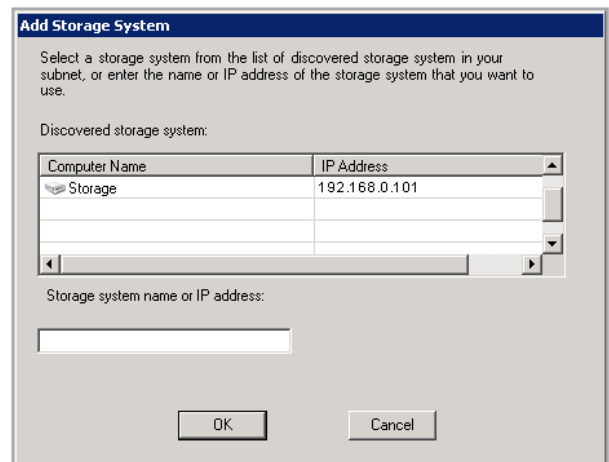 Add Storage System
Select a storage system from the list of discovered storage system in your
subnet, or enter the name or IP address of the storage system that you want to
use.
Discovered storage system:
Computer Name IP Address
Storage 192.168.0.101
Storage system name or IP address:
OK Cancel